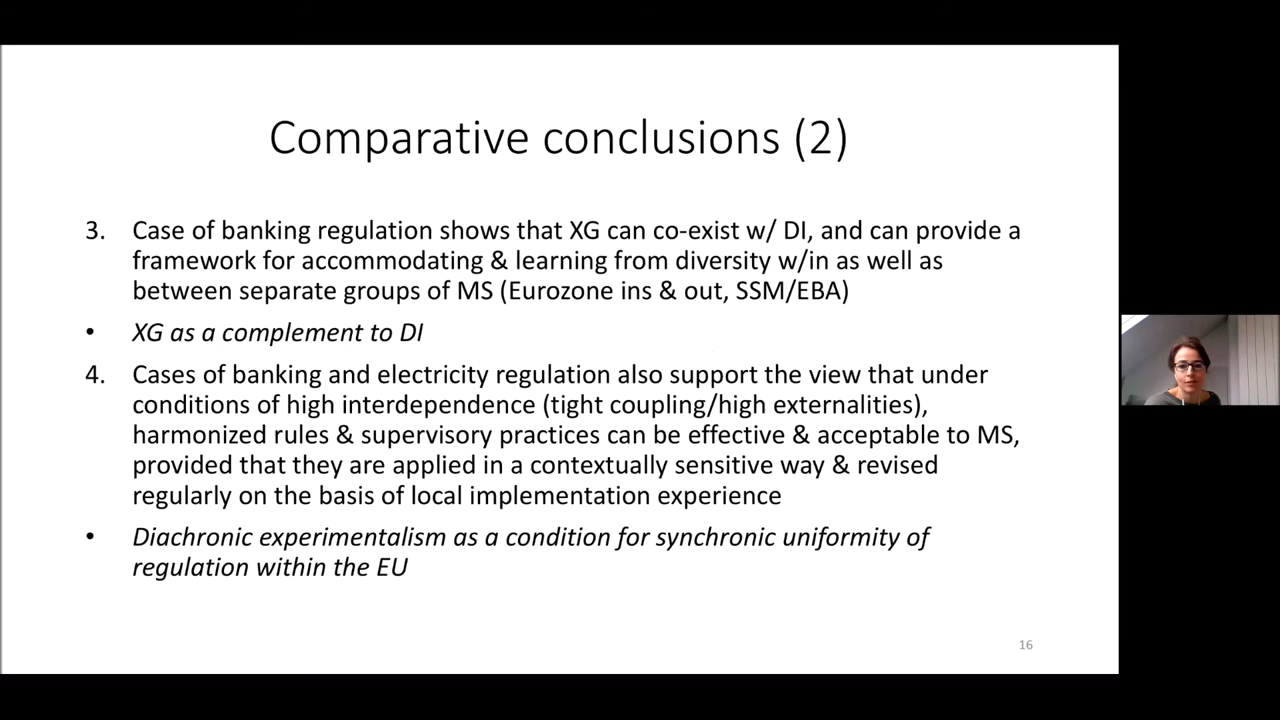 Comparative conclusions (2)
3. Case of banking regulation shows that XG can co-exist w/ DI, and can provide a
framework for accommodating & learning from diversity w/in as well as
between separate groups of MS (Eurozone ins & out, SSM/EBA)
• XG as a complement to DI
4. Cases of banking and electricity regulation also support the view that under
conditions of high interdependence (tight coupling/high externalities),
harmonized rules & supervisory practices can be effective & acceptable to MS,
provided that they are applied in a contextually sensitive way & revised
regularly on the basis of local implementation experience
• Diachronic experimentalism as a condition for synchronic uniformity of
regulation within the EU
16